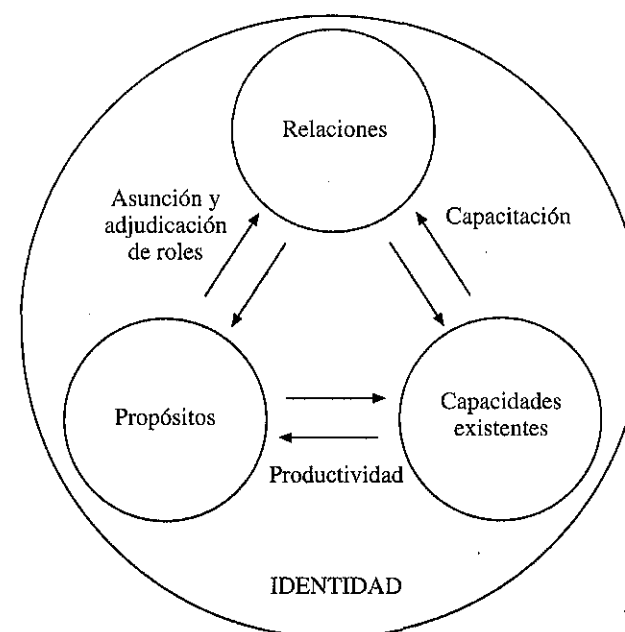 Relaciones
Asunción y
adjudicación
de roles
Capacitación
Propósitos
Capacidades
existentes
Productividad
IDENTIDAD